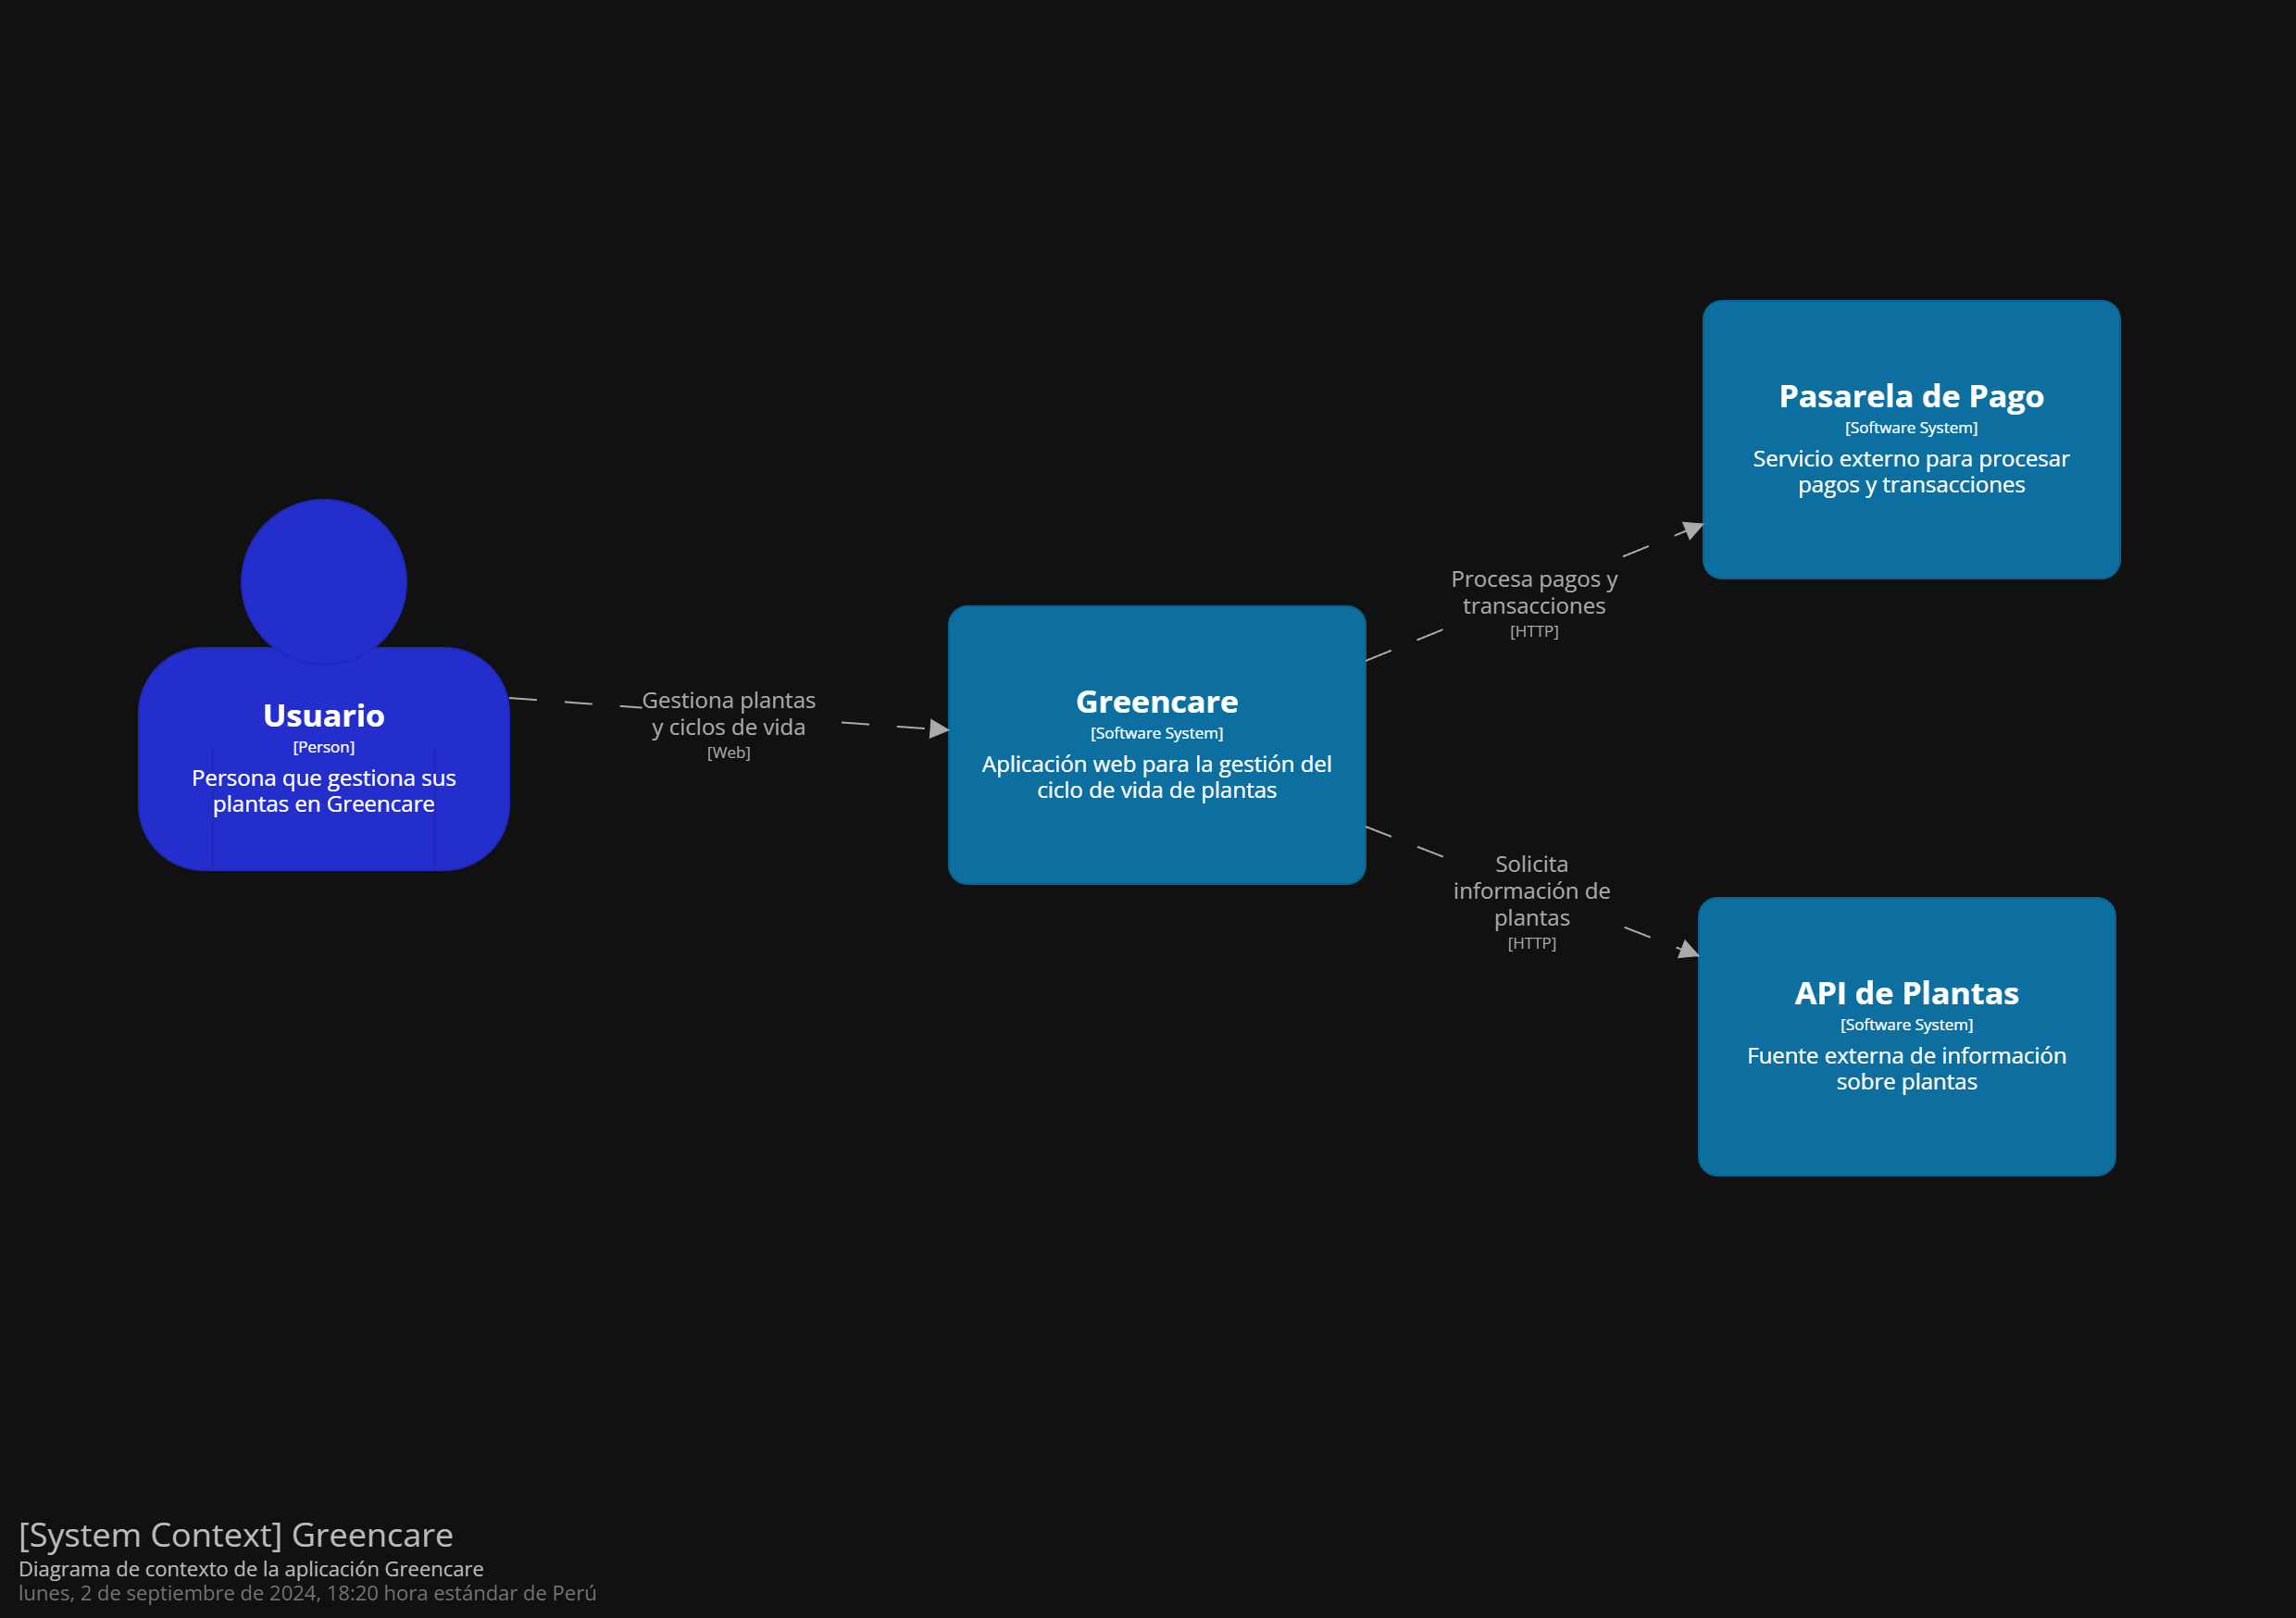 Usuario
[Person]
Persona que gestiona sus
plantas en Greencare
Gestiona plantas
y ciclos de vida
[Web]
Greencare
[Software System]
Aplicación web para la gestión del
ciclo de vida de plantas
Procesa pagos y
transacciones
[HTTP]
Pasarela de Pago
[Software System]
Servicio externo para procesar
pagos y transacciones
Solicita
información de
plantas
[HTTP]
API de Plantas
[Software System]
Fuente externa de información
sobre plantas
[System Context] Greencare
Diagrama de contexto de la aplicación Greencare
lunes, 2 de septiembre de 2024, 18:20 hora estándar de Perú